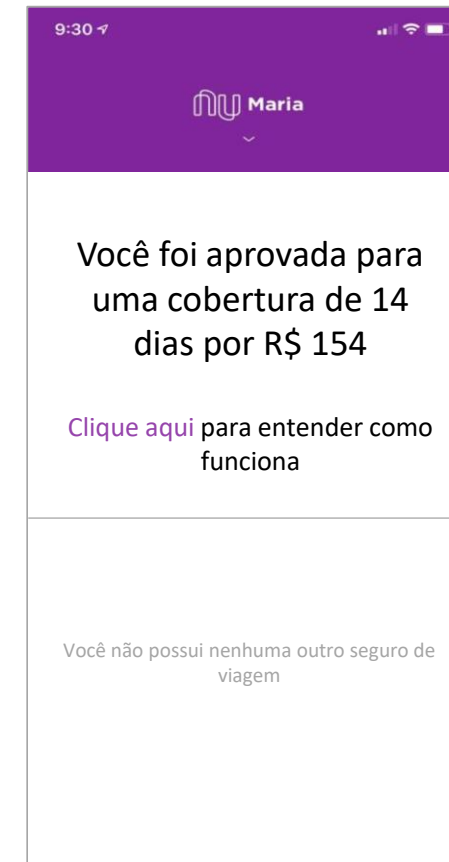 9:30
nu Maria
Você foi aprovada para
uma cobertura de 14
dias por R$ 154
Clique aqui para entender como
funciona
Você não possui nenhuma outro seguro de
viagem